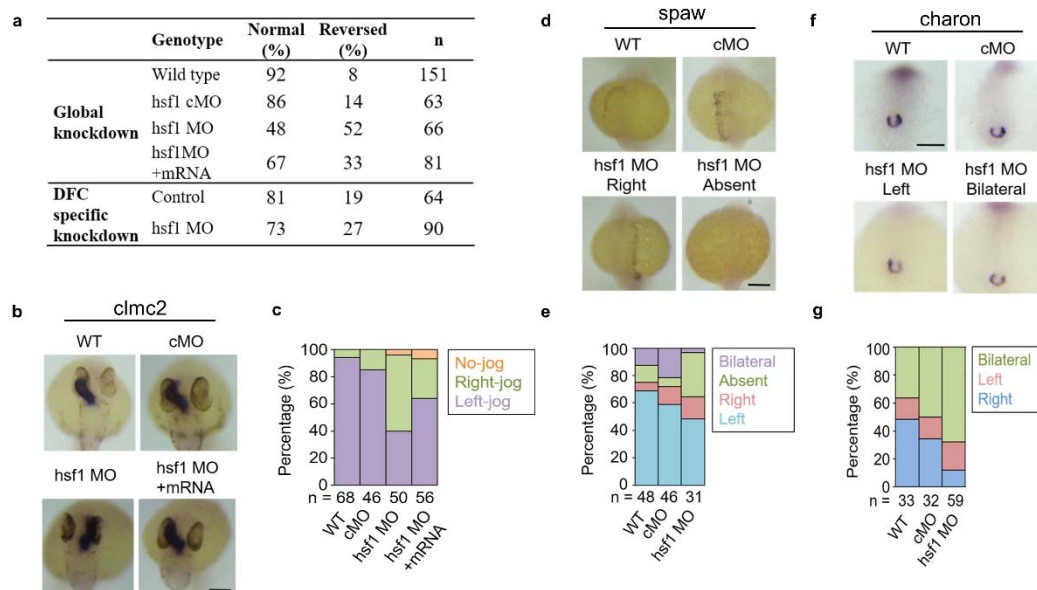 a
Genotype Normal (%) Reversed (%) n
Global knockdown
Wild type 92 8 151
hsf1 cMO 86 14 63
hsf1 MO 48 52 66
hsf1MO +mRNA 67 33 81
DFC specific knockdown
Control 81 19 64
hsf1 MO 73 27 90
b
clmc2
WT cMO
hsf1 MO hsf1 MO +mRNA
c
Percentage (%)
100
80
60
40
20
0
No-jog
Right-jog
Left-jog
n = 68 46 50 56
WT
cMO
hsf1 MO
hsf1 MO +mRNA
d
spaw
WT cMO
hsf1 MO Right
hsf1 MO Absent
e
Percentage (%)
100
80
60
40
20
0
Bilateral
Absent
Right
Left
n = 48 46 31
WT
cMO
hsf1 MO
f
charon
WT cMO
hsf1 MO Left
hsf1 MO Bilateral
g
Percentage (%)
100
80
60
40
20
0
Bilateral
Left
Right
n = 33 32 59
WT
cMO
hsf1 MO